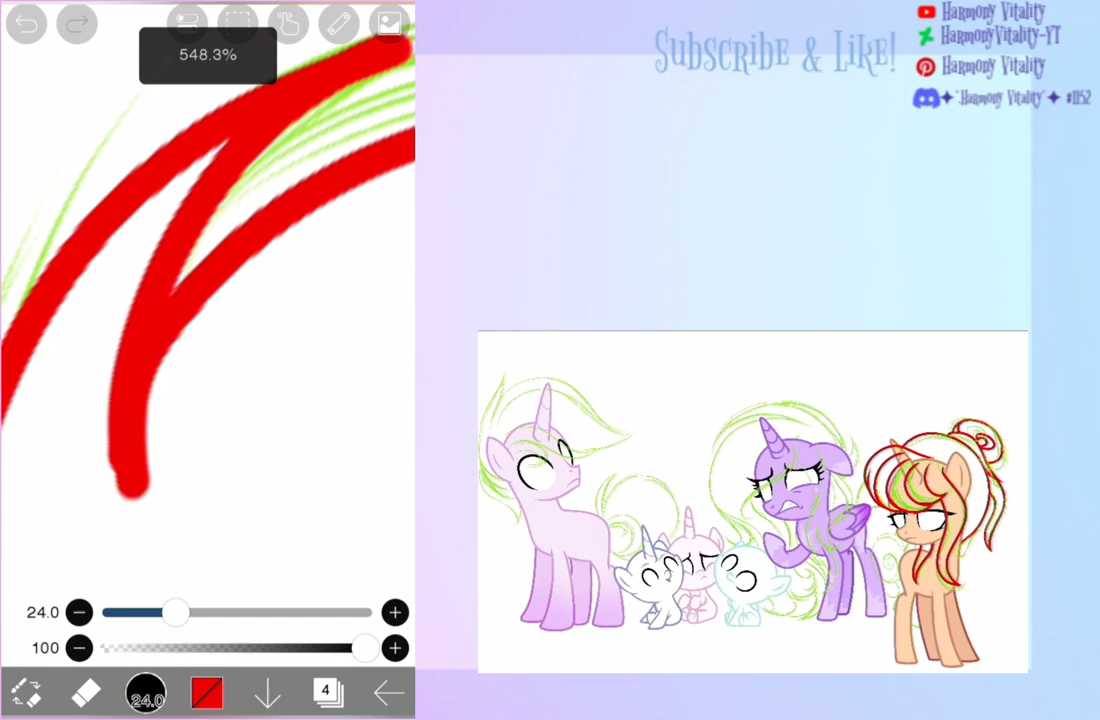 548.3%
24.0
100
24.0
4
Subscribe & Like!
Harmony Vitality
HarmonyVitality-YT
Harmony Vitality
✦".Harmony Vitality"✦ #1152